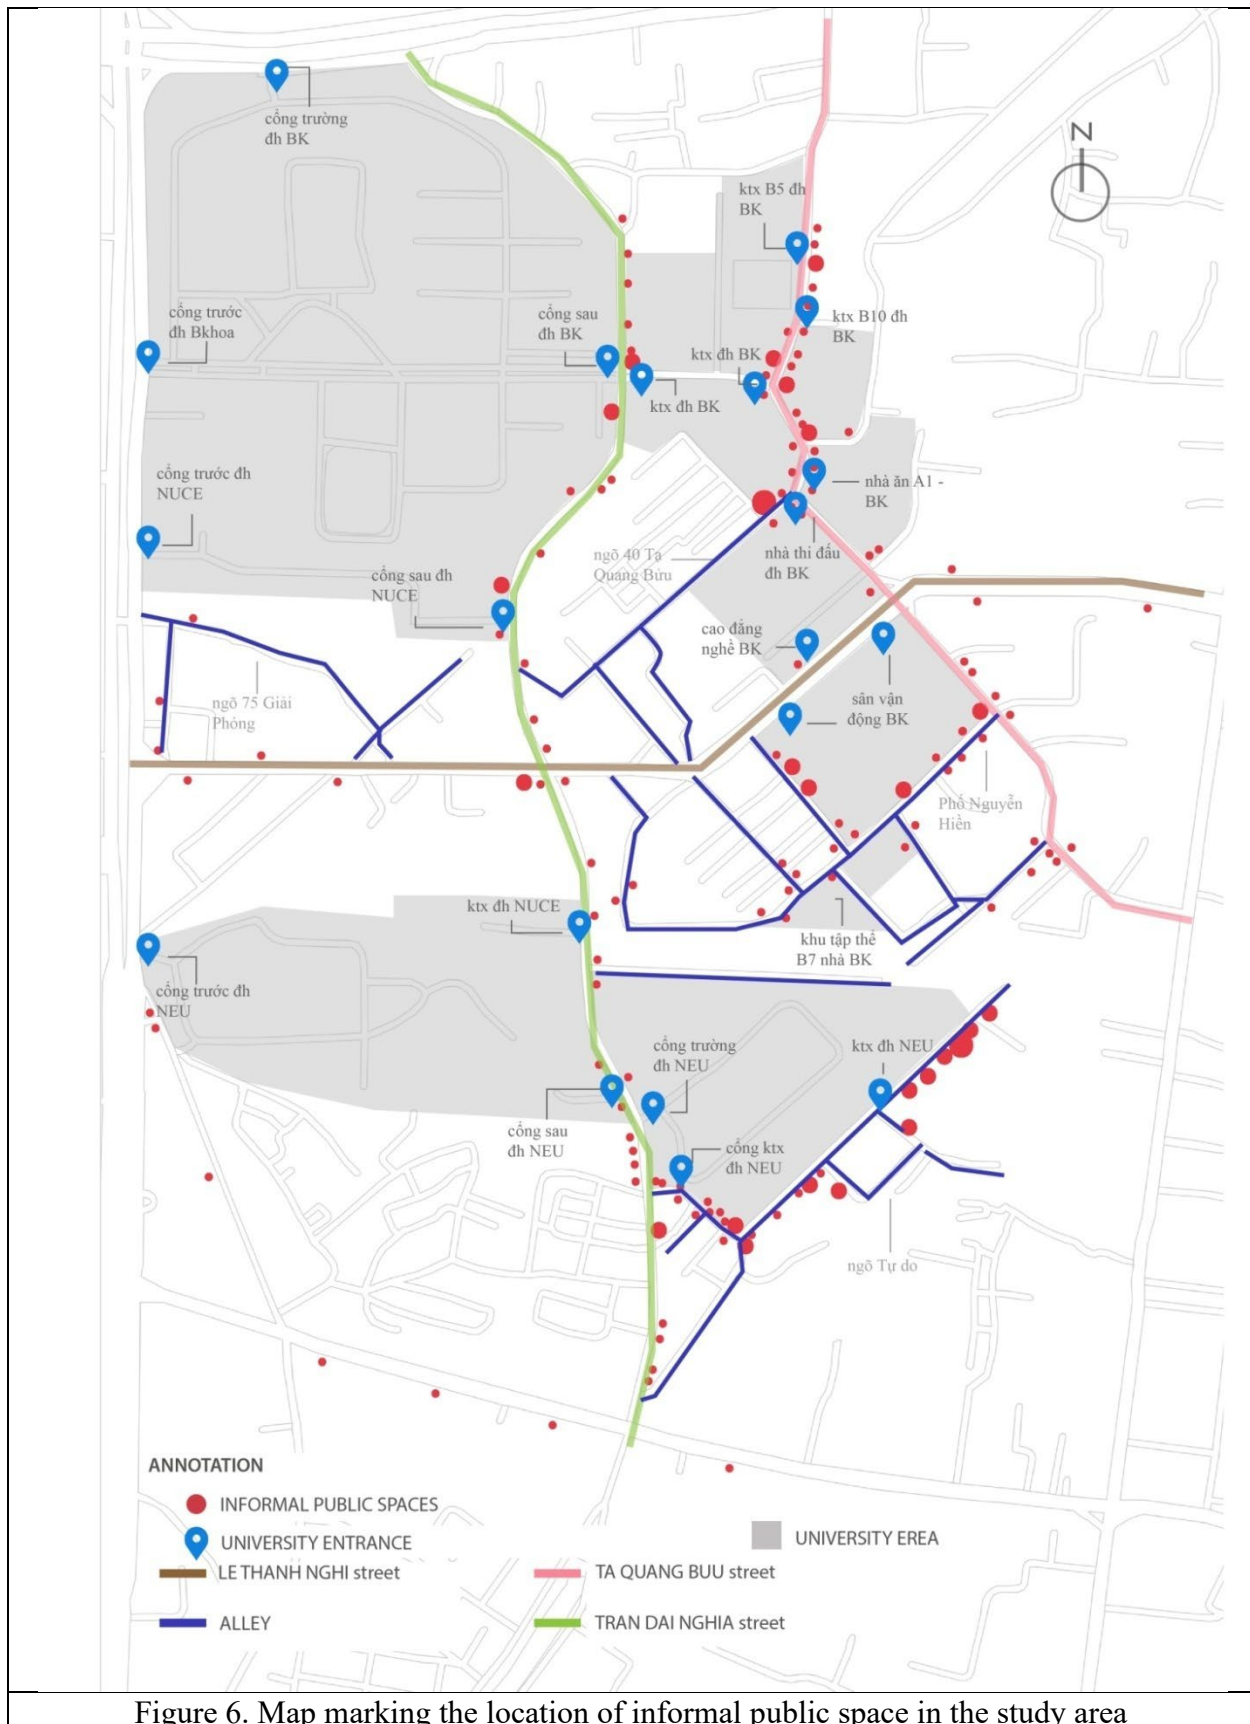 cổng trường
đh BK
N
ktx B5 đh
BK
cổng trước
đh Bkhoa
cổng sau
đh BK
ktx B10 đh
BK
ktx đh BK
ktx đh BK
cổng trước đh
NUCE
nhà ăn A1 -
BK
ngõ 40 Tạ
Quang Bửu
nhà thi đấu
đh BK
cổng sau đh
NUCE
cao đẳng
nghề BK
ngõ 75 Giải
Phóng
sân vận
động BK
Phố Nguyễn
Hiền
ktx đh NUCE
khu tập thể
B7 nhà BK
cổng trước đh
NEU
cổng trường
đh NEU
ktx đh NEU
cổng sau
đh NEU
cổng ktx
đh NEU
ngõ Tự do
ANNOTATION
INFORMAL PUBLIC SPACES
UNIVERSITY ENTRANCE
UNIVERSITY EREA
LE THANH NGHI street
TA QUANG BUU street
ALLEY
TRAN DAI NGHIA street
Figure 6. Map marking the location of informal public space in the study area